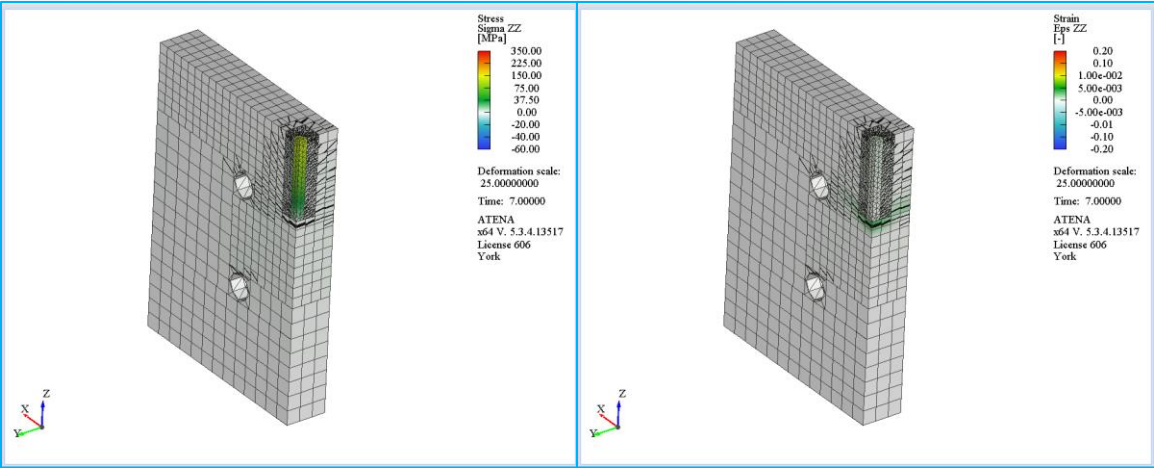 Stress
Sigma ZZ
[MPa]
350.00
225.00
150.00
75.00
37.50
0.00
-20.00
-40.00
-60.00
Deformation scale:
25.00000000
Time: 7.00000
ATENA
x64 V. 5.3.4.13517
License 606
York
Z
X
Y
Strain
Eps ZZ
[-]
0.20
0.10
1.00e-002
5.00e-003
0.00
-5.00e-003
-0.01
-0.10
-0.20
Deformation scale:
25.00000000
Time: 7.00000
ATENA
x64 V. 5.3.4.13517
License 606
York
Z
X
Y